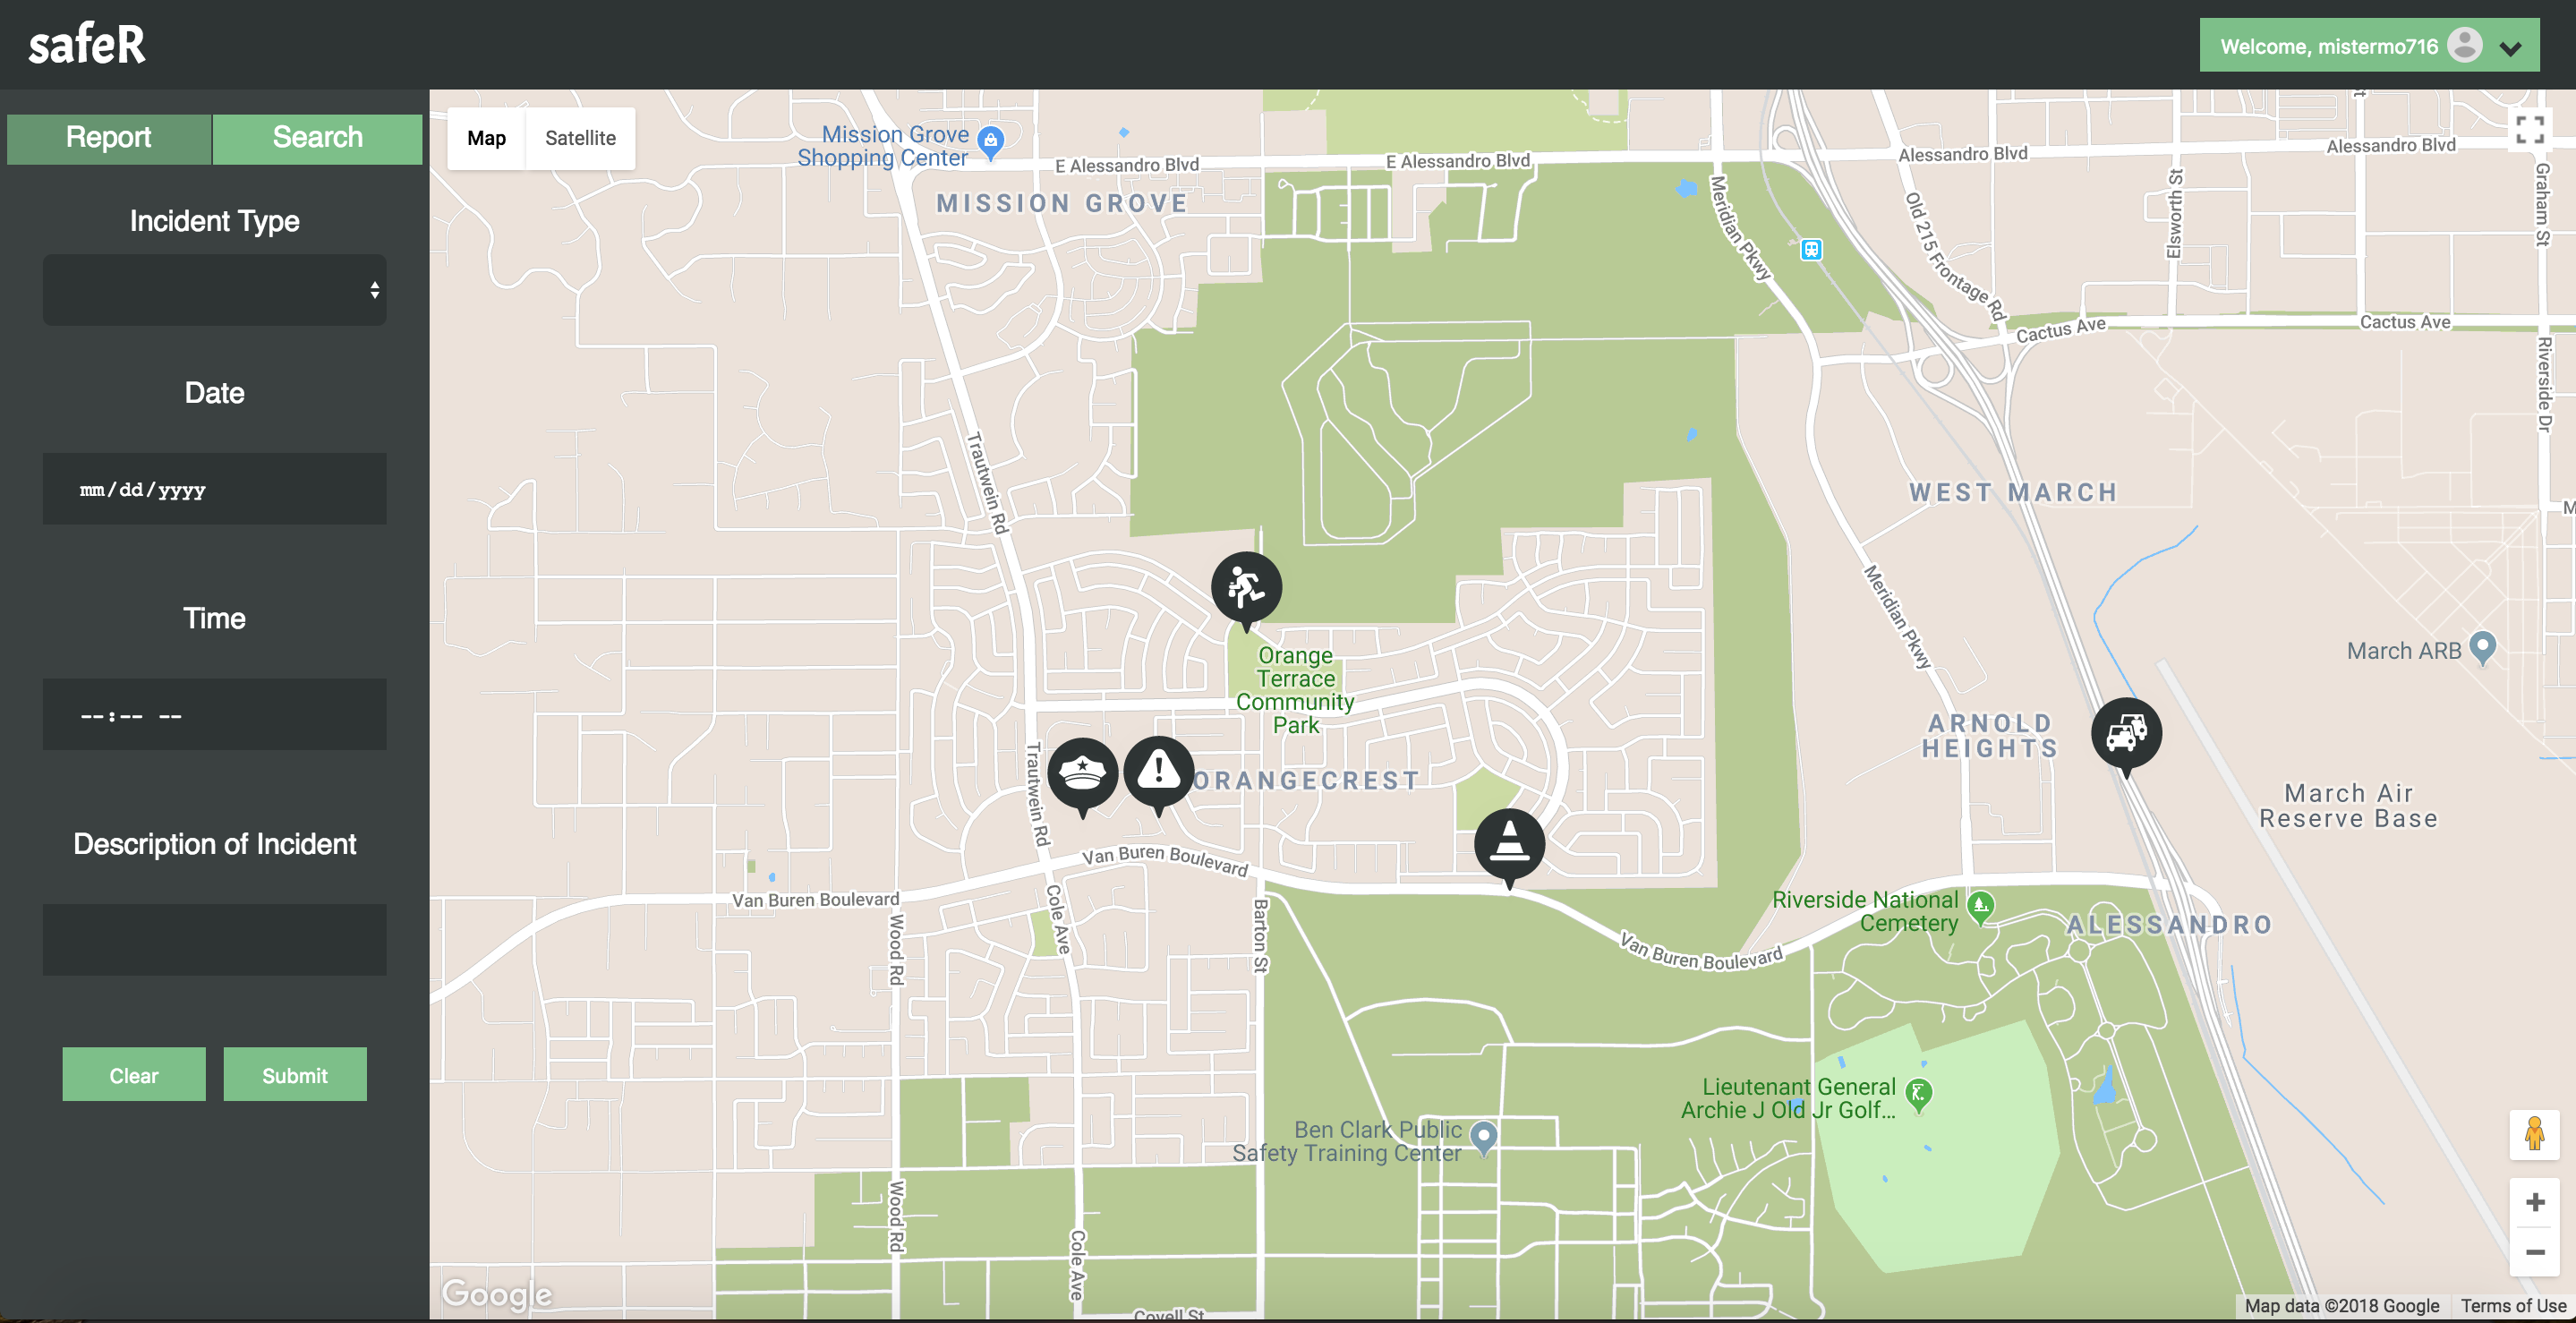 safeR
Welcome, mistermo716
Report
Search
Incident Type
Date
mm/dd/yyyy
Time
--:-- --
Description of Incident
Clear
Submit
Map
Satellite
Mission Grove
Shopping Center
E Alessandro Blvd
E Alessandro Blvd
Alessandro Blvd
Alessandro Blvd
MISSION GROVE
Meridian Pkwy
Old 215 Frontage Rd
Elsworth St
St
Graham St
Cactus Ave
Cactus Ave
Riverside Dr
Trautwein Rd
WEST MARCH
M
Meridian Pkwy
March ARB
Orange
Terrace
Community
Park
ARNOLD
HEIGHTS
Trautwein Rd
ORANGECREST
March Air
Reserve Base
Van Buren Boulevard
Van Buren Boulevard
Cole Ave
Wood Rd
Barton St
Riverside National
Cemetery
ALESSANDRO
Van Buren Boulevard
Lieutenant General
Archie J Old Jr Golf...
Ben Clark Public
Safety Training Center
Wood Rd
Cole Ave
Covell St
Google
Map data ©2018 Google
Terms of Use